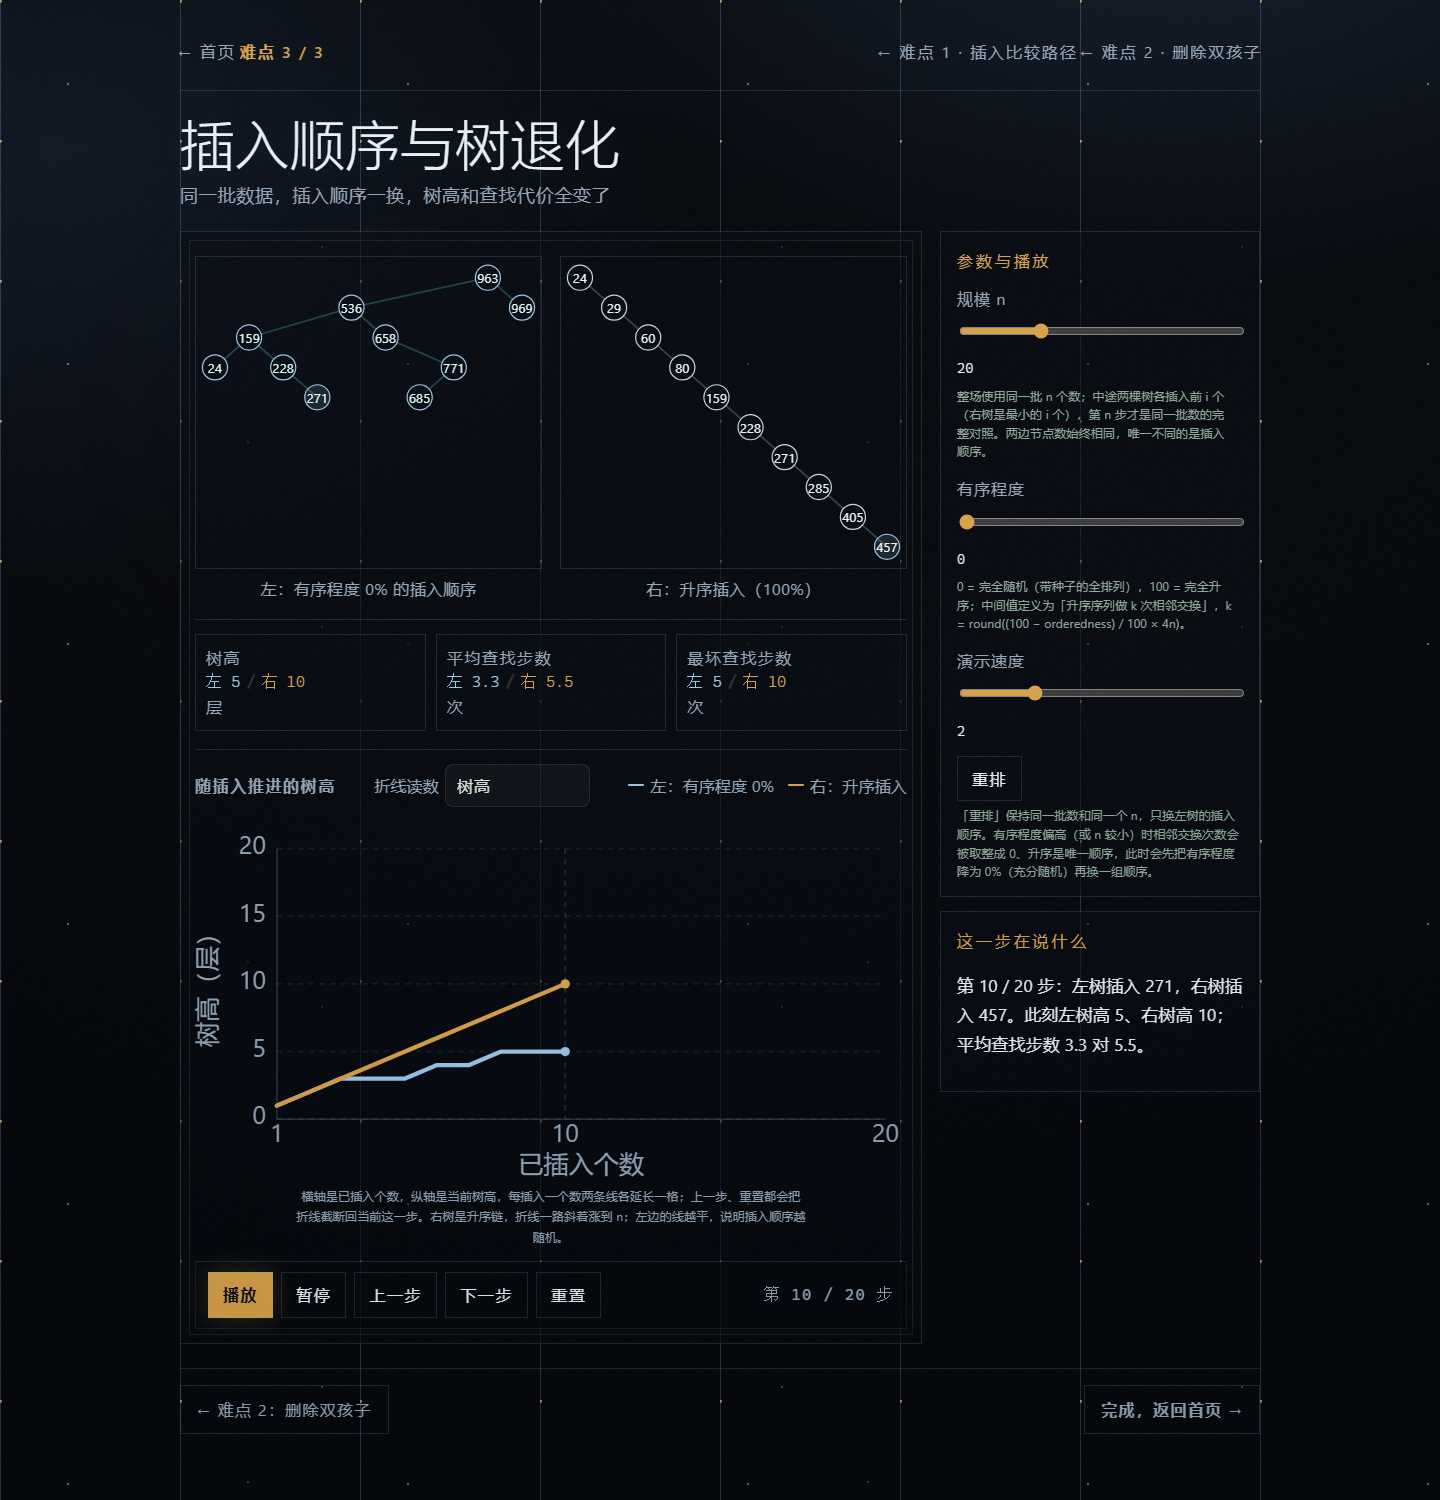 ← 首页 难点 3 / 3
← 难点 1 · 插入比较路径 ← 难点 2 · 删除双孩子
插入顺序与树退化
同一批数据，插入顺序一换，树高和查找代价全变了
963
536
969
159
658
24
228
771
271
685
24
29
60
80
159
228
271
285
405
457
左：有序程度 0% 的插入顺序
右：升序插入（100%）
树高
左 5 / 右 10
层
平均查找步数
左 3.3 / 右 5.5
次
最坏查找步数
左 5 / 右 10
次
随插入推进的树高
折线读数 树高
左：有序程度 0% 右：升序插入
20
15
10
5
0
树高（层）
1 10 20
已插入个数
横轴是已插入个数，纵轴是当前树高，每插入一个数两条线各延长一格；上一步、重置都会把
折线截断回当前这一步。右树是升序链，折线一路斜着涨到 n；左边的线越平，说明插入顺序越
随机。
播放 暂停 上一步 下一步 重置 第 10 / 20 步
参数与播放
规模 n
20
整场使用同一批 n 个数；中途两棵树各插入前 i 个
（右树是最小的 i 个），第 n 步才是同一批数的完
整对照。两边节点数始终相同，唯一不同的是插入
顺序。
有序程度
0
0 = 完全随机（带种子的全排列），100 = 完全升
序；中间值定义为「升序序列做 k 次相邻交换」，k
= round((100 − orderedness) / 100 × 4n)。
演示速度
2
重排
「重排」保持同一批数和同一个 n，只换左树的插入
顺序。有序程度偏高（或 n 较小）时相邻交换次数会
被取整成 0、升序是唯一顺序，此时会先把有序程度
降为 0%（充分随机）再换一组顺序。
这一步在说什么
第 10 / 20 步：左树插入 271，右树插
入 457。此刻左树高 5、右树高 10；
平均查找步数 3.3 对 5.5。
← 难点 2：删除双孩子
完成，返回首页 →